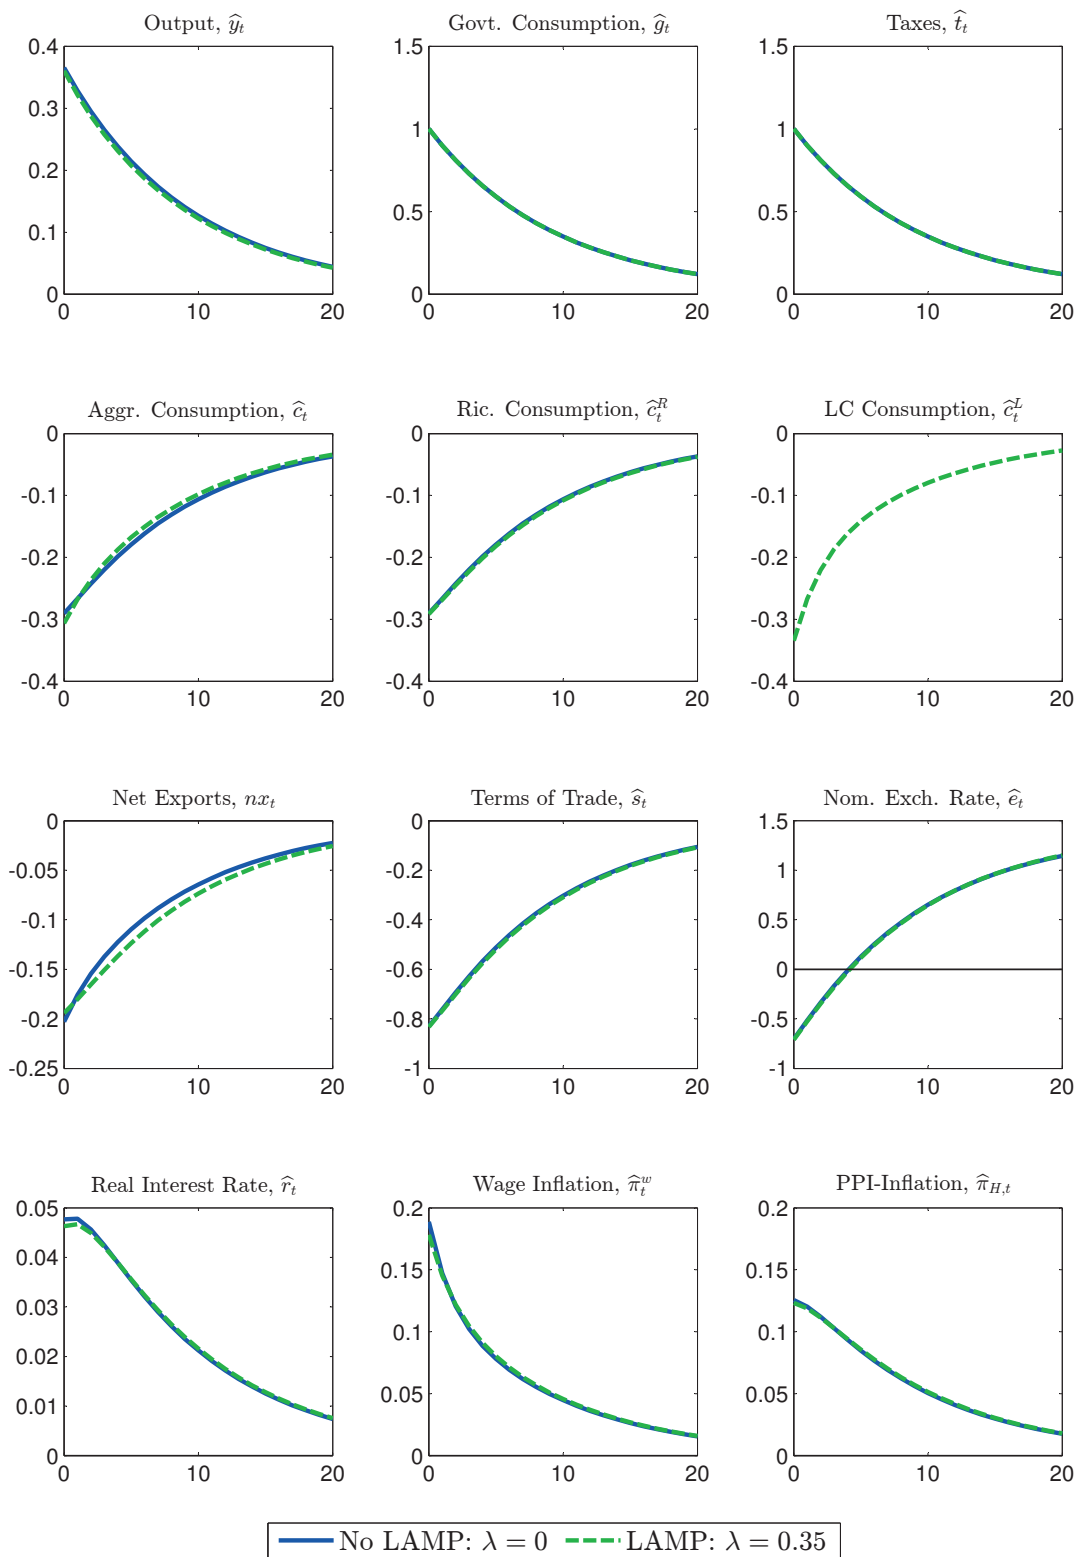 Output, ŷ_t
Govt. Consumption, ĝ_t
Taxes, t̂_t
0.4
0.3
0.2
0.1
0
0 10 20
1.5
1
0.5
0
0 10 20
1.5
1
0.5
0
0 10 20
Aggr. Consumption, ĉ_t
Ric. Consumption, ĉ_t^R
LC Consumption, ĉ_t^L
0
-0.1
-0.2
-0.3
-0.4
0 10 20
0
-0.1
-0.2
-0.3
-0.4
0 10 20
0
-0.1
-0.2
-0.3
-0.4
0 10 20
Net Exports, nx_t
Terms of Trade, ŝ_t
Nom. Exch. Rate, ê_t
0
-0.05
-0.1
-0.15
-0.2
-0.25
0 10 20
0
-0.2
-0.4
-0.6
-0.8
-1
0 10 20
1.5
1
0.5
0
-0.5
-1
0 10 20
Real Interest Rate, r̂_t
Wage Inflation, π̂_t^w
PPI-Inflation, π̂_{H,t}
0.05
0.04
0.03
0.02
0.01
0
0 10 20
0.2
0.15
0.1
0.05
0
0 10 20
0.2
0.15
0.1
0.05
0
0 10 20
No LAMP: λ = 0 LAMP: λ = 0.35